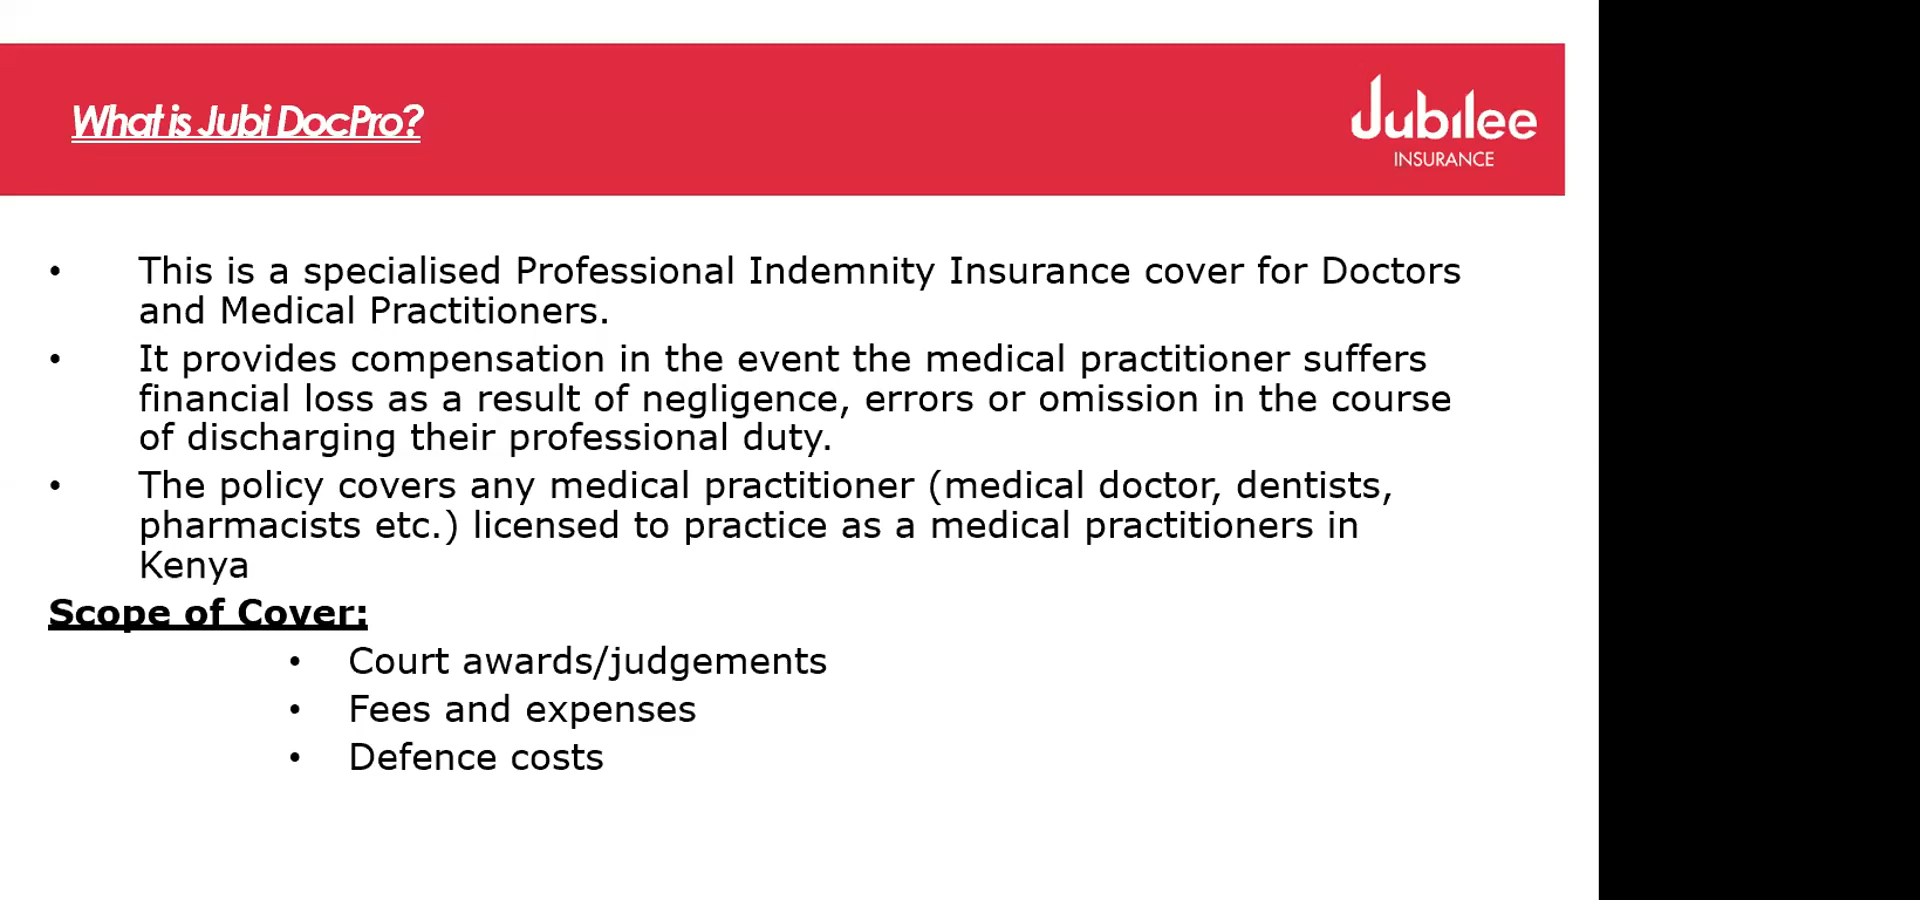 What is Jubi DocPro?
Jubilee
INSURANCE
• This is a specialised Professional Indemnity Insurance cover for Doctors
and Medical Practitioners.
• It provides compensation in the event the medical practitioner suffers
financial loss as a result of negligence, errors or omission in the course
of discharging their professional duty.
• The policy covers any medical practitioner (medical doctor, dentists,
pharmacists etc.) licensed to practice as a medical practitioners in
Kenya
Scope of Cover:
• Court awards/judgements
• Fees and expenses
• Defence costs